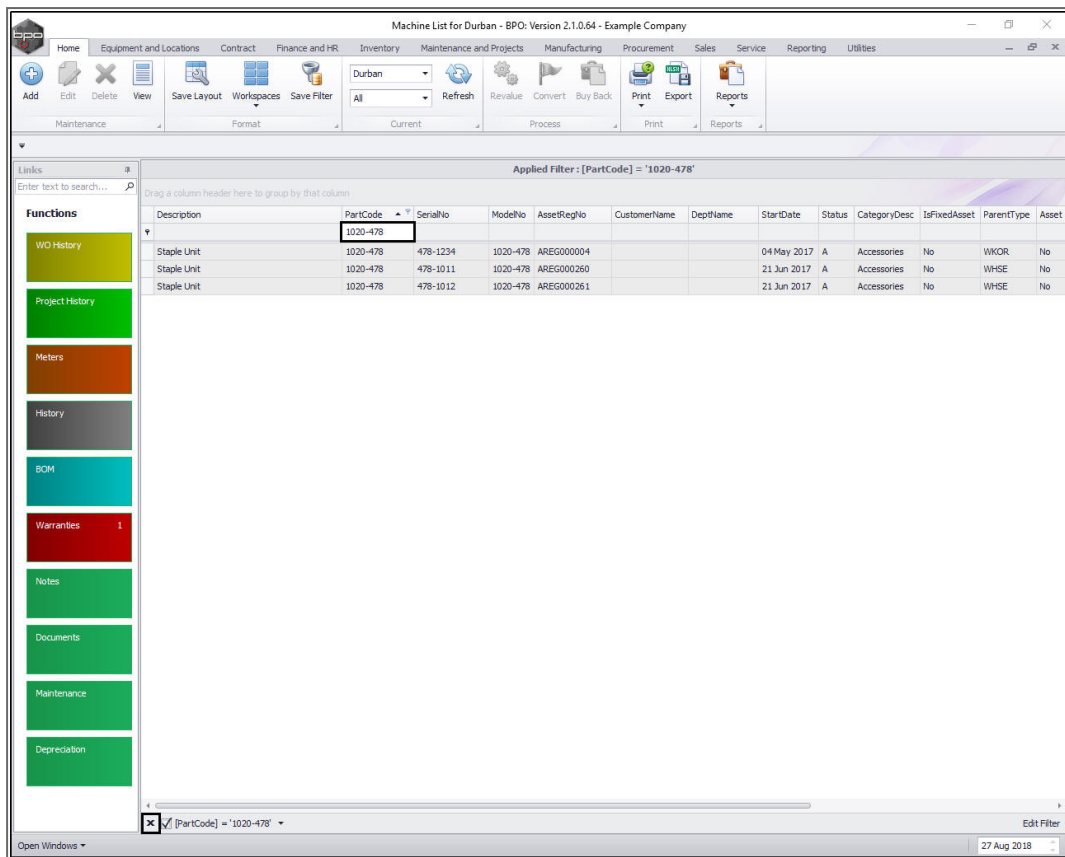 Machine List for Durban - BPO: Version 2.1.0.64 - Example Company
bpo
Home Equipment and Locations Contract Finance and HR Inventory Maintenance and Projects Manufacturing Procurement Sales Service Reporting Utilities
Durban
Add Edit Delete View Save Layout Workspaces Save Filter All Refresh Revalue Convert Buy Back Print Export Reports
Maintenance Format Current Process Print Reports
Links
Applied Filter : [PartCode] = '1020-478'
Enter text to search...
Drag a column header here to group by that column
Functions
Description PartCode SerialNo ModelNo AssetRegNo CustomerName DeptName StartDate Status CategoryDesc IsFixedAsset ParentType Asset
1020-478
Staple Unit 1020-478 478-1234 1020-478 AREG000004 04 May 2017 A Accessories No WKOR No
Staple Unit 1020-478 478-1011 1020-478 AREG000260 21 Jun 2017 A Accessories No WHSE No
Staple Unit 1020-478 478-1012 1020-478 AREG000261 21 Jun 2017 A Accessories No WHSE No
WO History
Project History
Meters
History
BOM
Warranties 1
Notes
Documents
Maintenance
Depreciation
[PartCode] = '1020-478' Edit Filter
Open Windows 27 Aug 2018